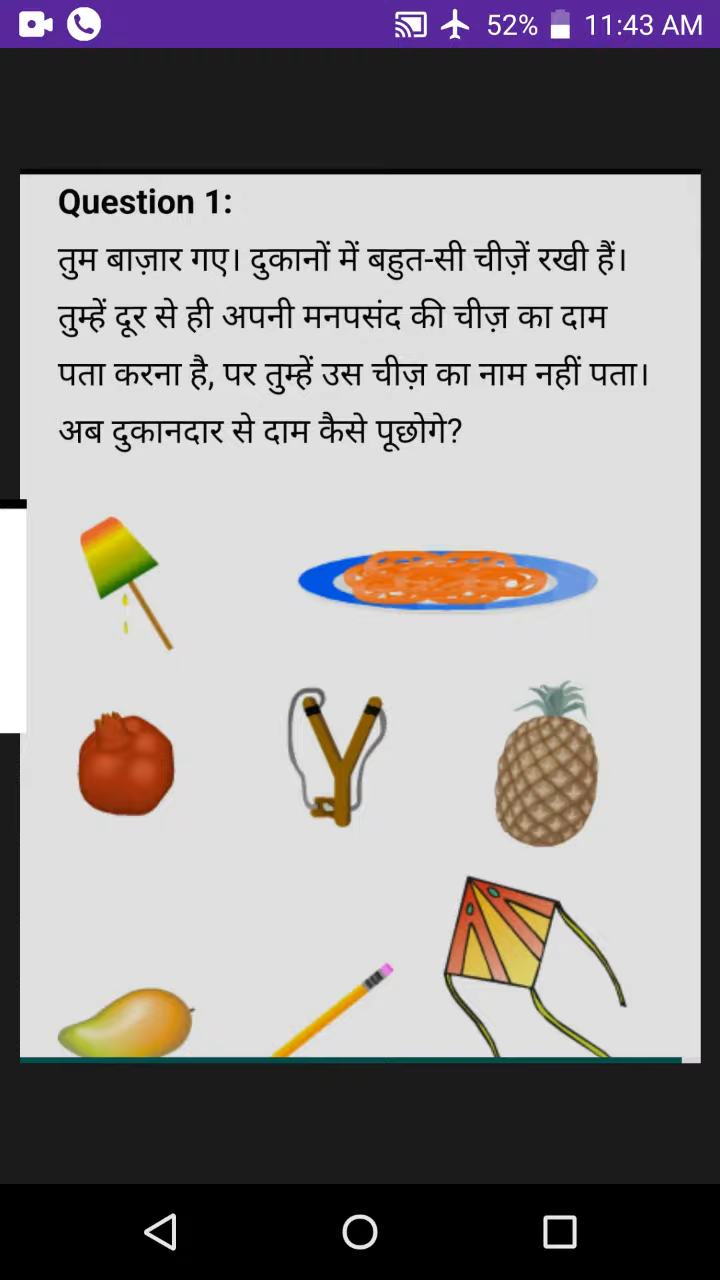 52% 11:43 AM
Question 1:
तुम बाज़ार गए। दुकानों में बहुत-सी चीज़ें रखी हैं।
तुम्हें दूर से ही अपनी मनपसंद की चीज़ का दाम
पता करना है, पर तुम्हें उस चीज़ का नाम नहीं पता।
अब दुकानदार से दाम कैसे पूछोगे?